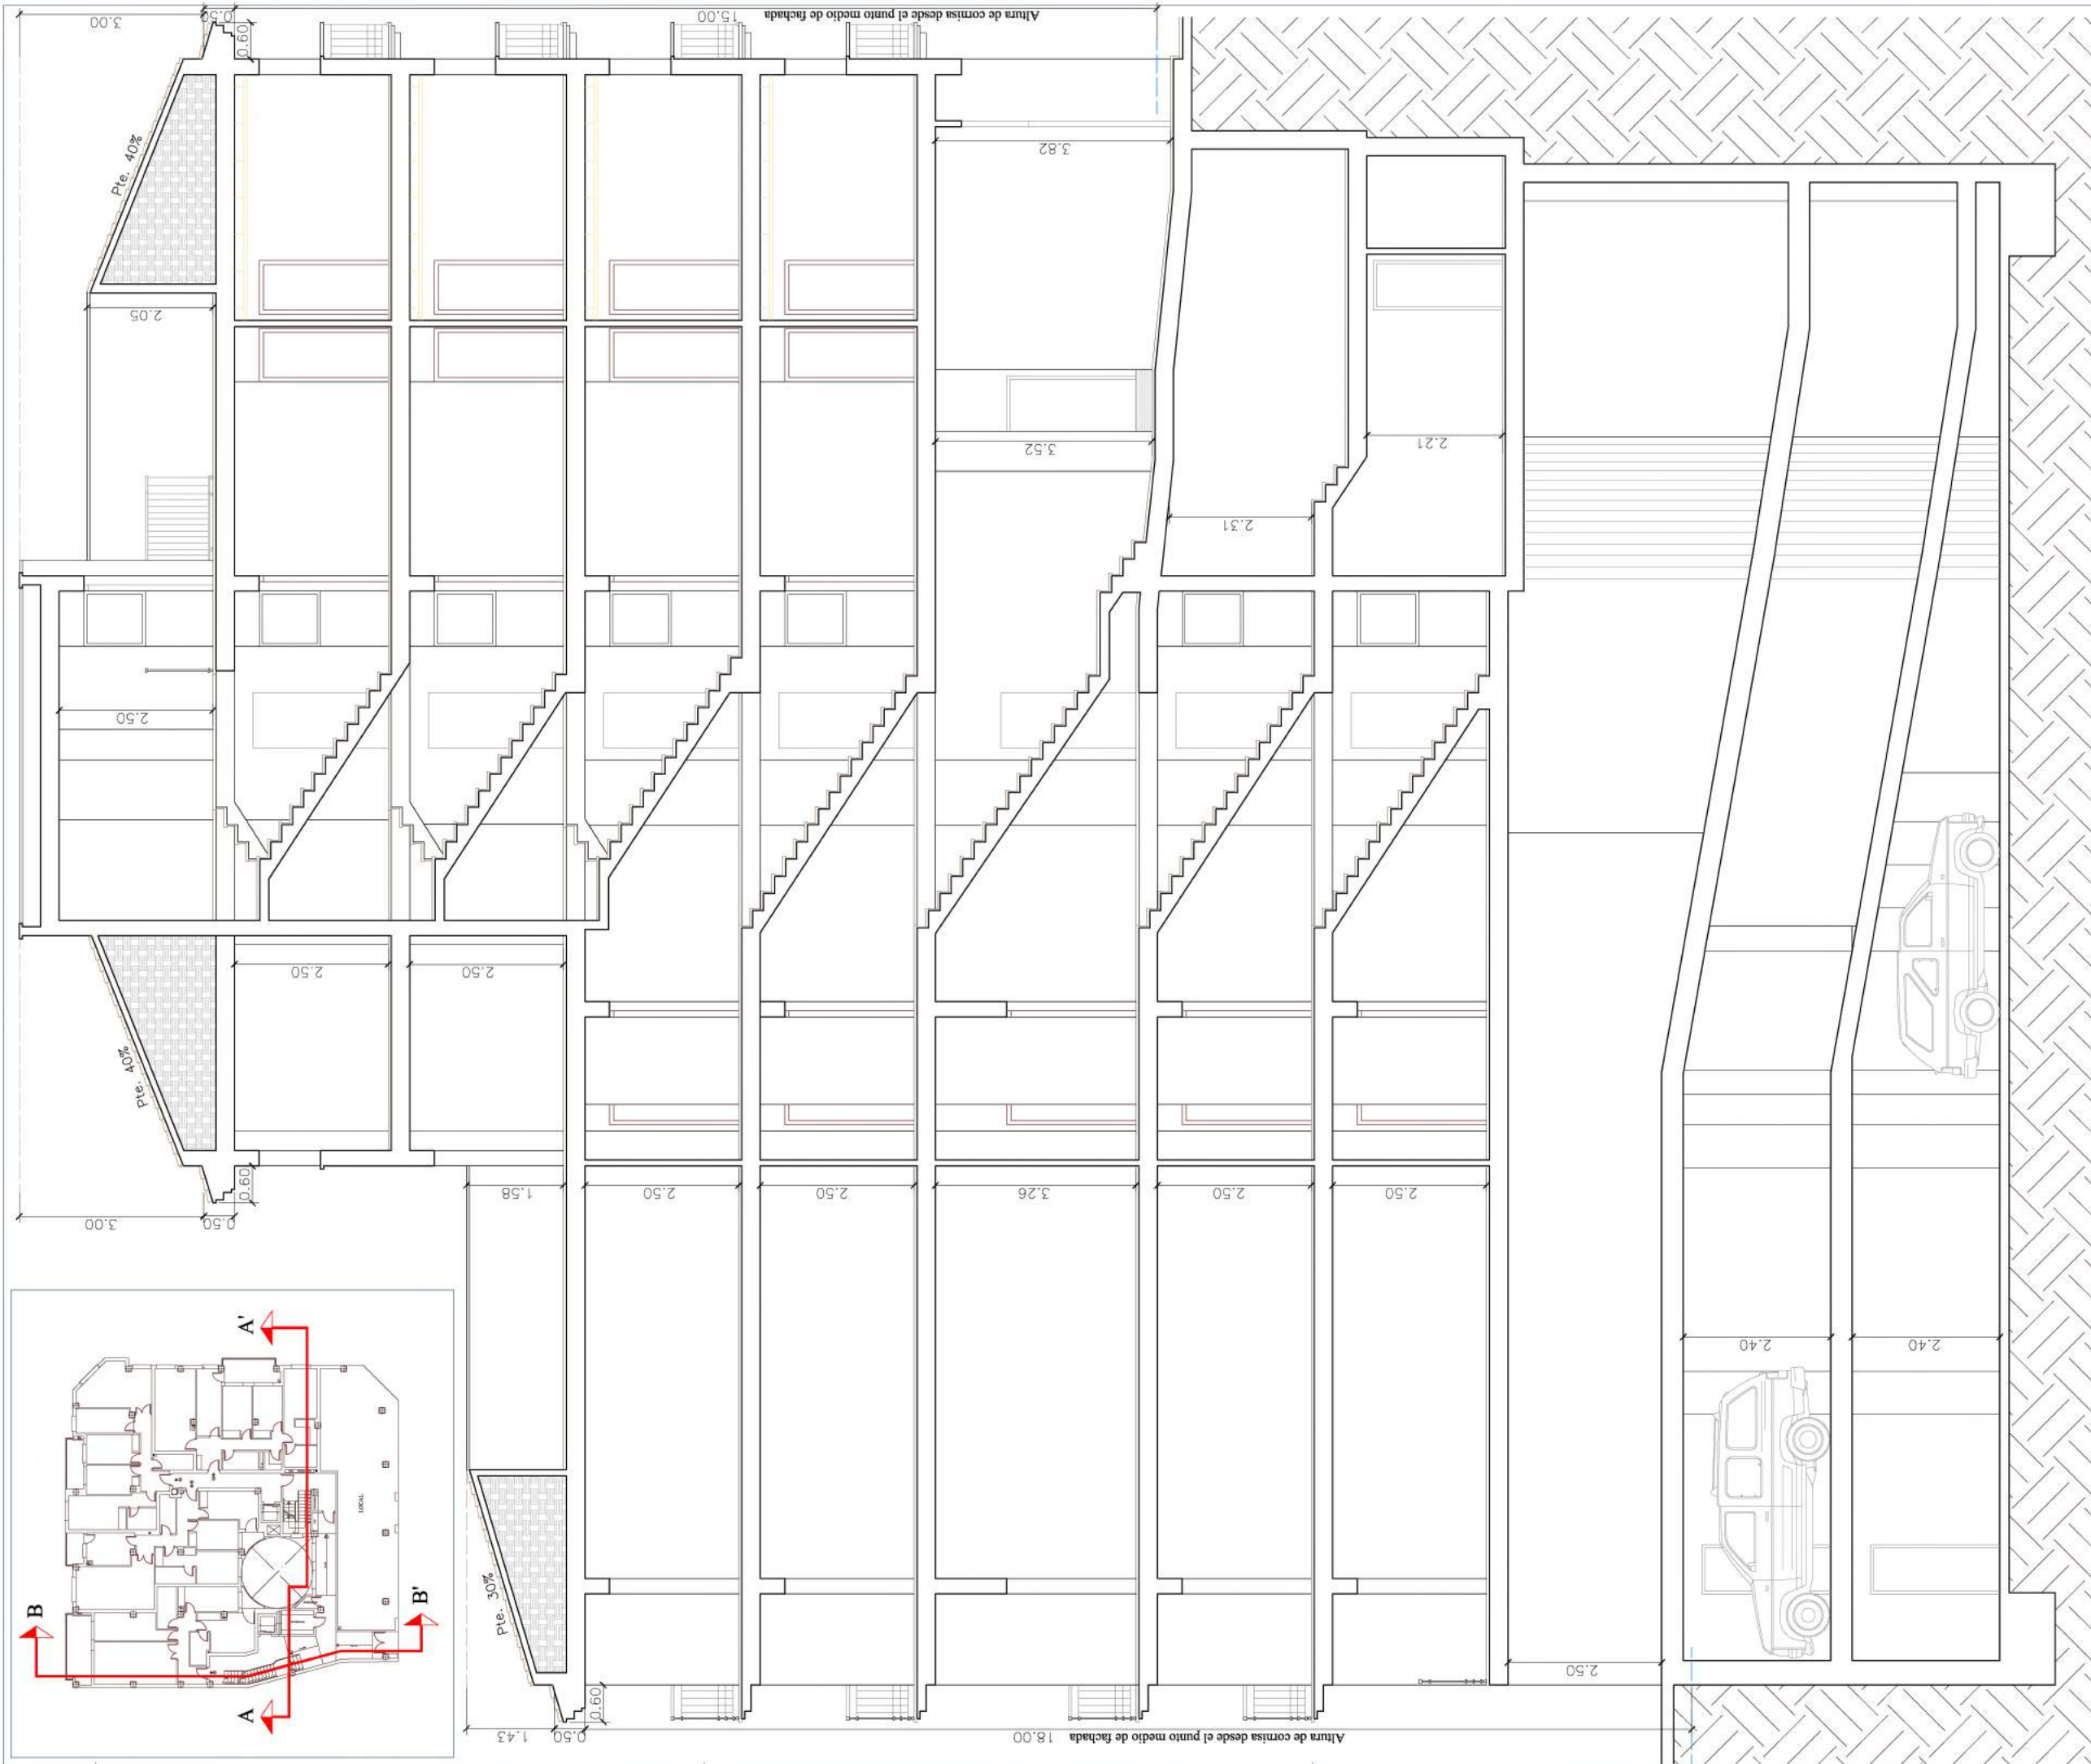 3.00
0.50
0.60
15.00
Altura de cornisa desde el punto medio de fachada
Pte. 40%
2.05
3.82
3.52
2.21
2.31
2.50
2.50
2.50
Pte. 40%
0.60
3.00
0.50
1.58
2.50
2.50
3.26
2.50
2.50
2.40
2.40
A'
LOCAL
B
B'
A
Pte. 30%
2.50
0.60
1.43
0.50
18.00
Altura de cornisa desde el punto medio de fachada